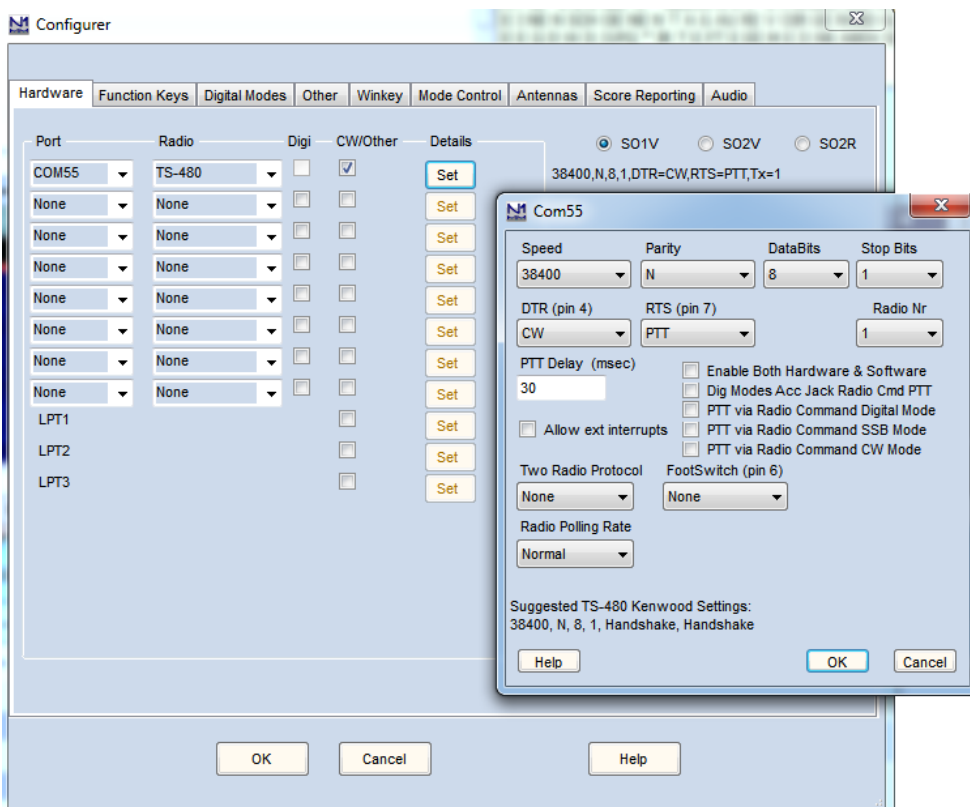 Configurer
Hardware Function Keys Digital Modes Other Winkey Mode Control Antennas Score Reporting Audio
Port Radio Digi CW/Other Details SO1V SO2V SO2R
COM55 TS-480 Set 38400,N,8,1,DTR=CW,RTS=PTT,Tx=1
None None Set
None None Set
None None Set
None None Set
None None Set
None None Set
None None Set
LPT1 Set
LPT2 Set
LPT3 Set
OK Cancel Help
Com55
Speed Parity DataBits Stop Bits
38400 N 8 1
DTR (pin 4) RTS (pin 7) Radio Nr
CW PTT 1
PTT Delay (msec)
30
Enable Both Hardware & Software
Dig Modes Acc Jack Radio Cmd PTT
PTT via Radio Command Digital Mode
Allow ext interrupts PTT via Radio Command SSB Mode
PTT via Radio Command CW Mode
Two Radio Protocol FootSwitch (pin 6)
None None
Radio Polling Rate
Normal
Suggested TS-480 Kenwood Settings:
38400, N, 8, 1, Handshake, Handshake
Help OK Cancel